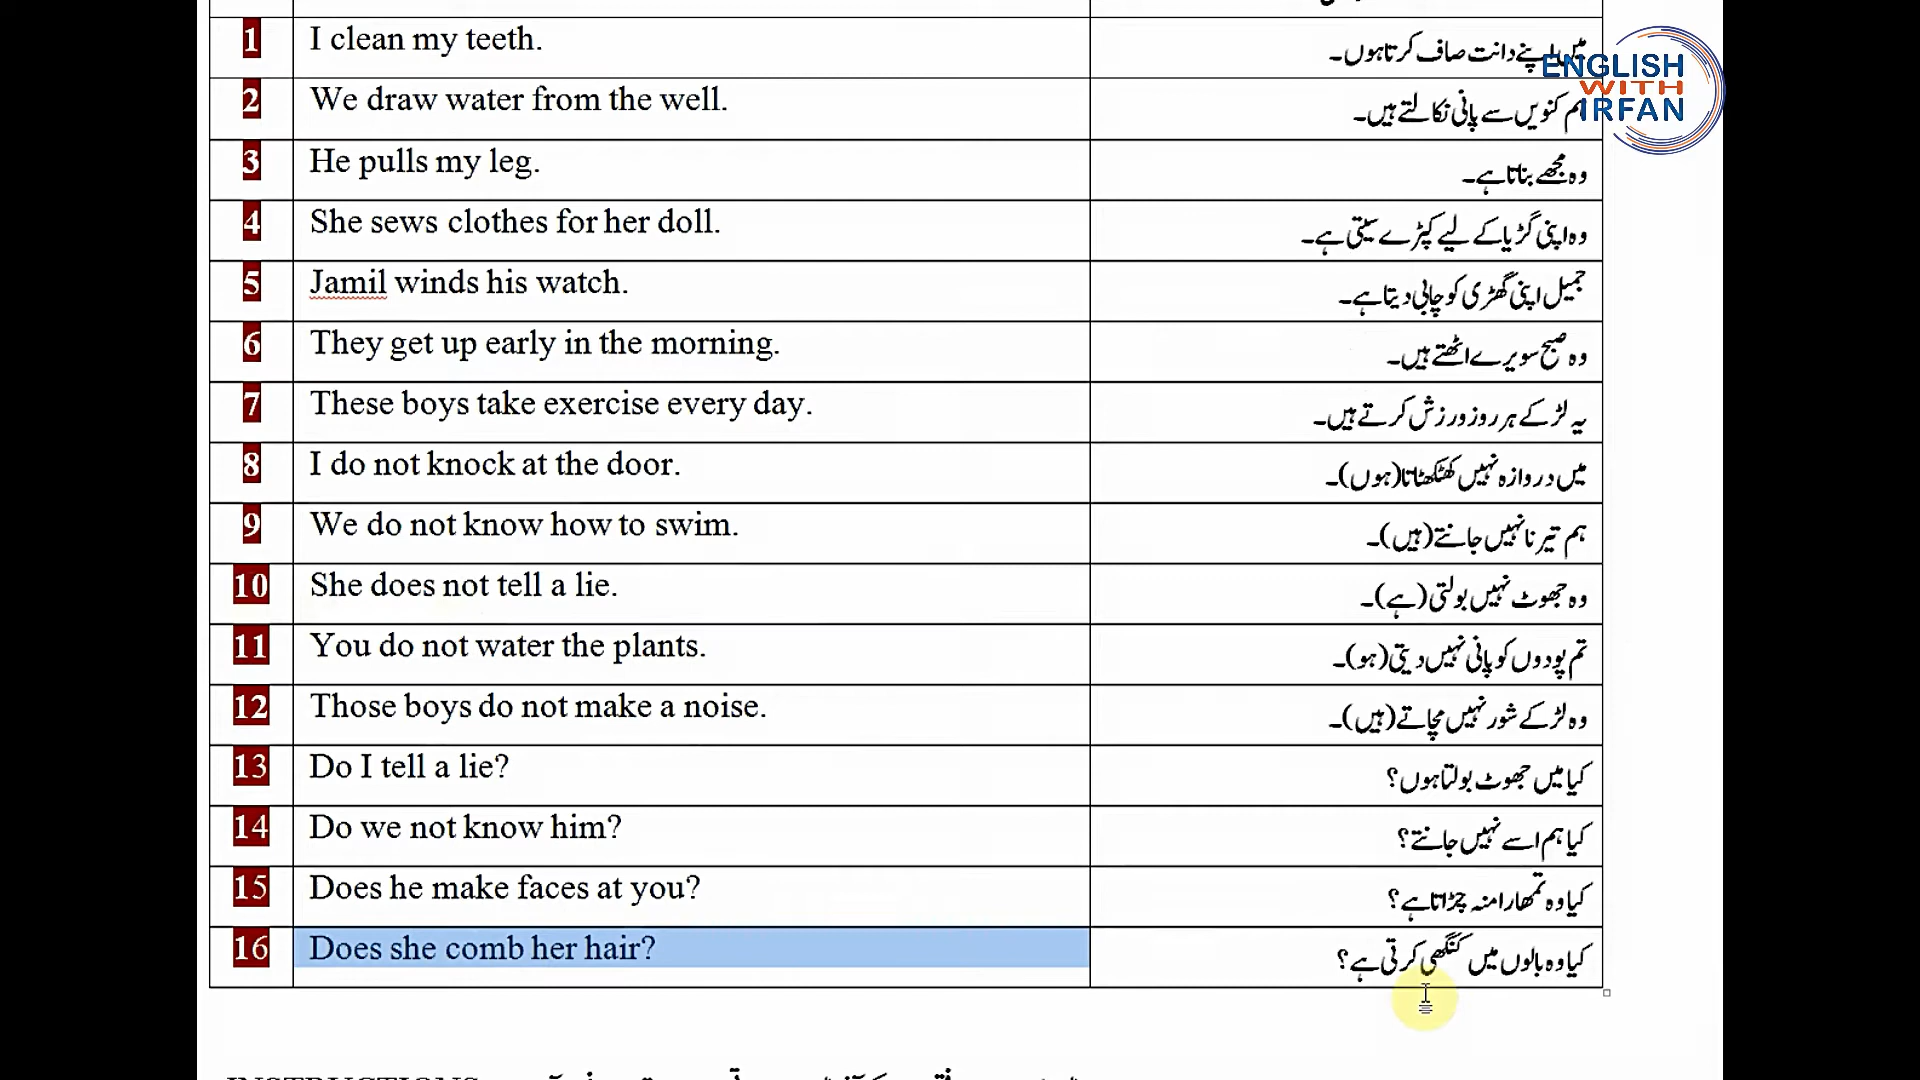 1 I clean my teeth. میں اپنے دانت صاف کرتا ہوں۔
2 We draw water from the well. ہم کنویں سے پانی نکالتے ہیں۔
3 He pulls my leg. وہ مجھے بناتا ہے۔
4 She sews clothes for her doll. وہ اپنی گڑیا کے لیے کپڑے سیتی ہے۔
5 Jamil winds his watch. جمیل اپنی گھڑی کو چابی دیتا ہے۔
6 They get up early in the morning. وہ صبح سویرے اٹھتے ہیں۔
7 These boys take exercise every day. یہ لڑکے ہر روز ورزش کرتے ہیں۔
8 I do not knock at the door. میں دروازہ نہیں کھٹکھٹاتا (ہوں)۔
9 We do not know how to swim. ہم تیرنا نہیں جانتے (ہیں)۔
10 She does not tell a lie. وہ جھوٹ نہیں بولتی (ہے)۔
11 You do not water the plants. تم پودوں کو پانی نہیں دیتی (ہو)۔
12 Those boys do not make a noise. وہ لڑکے شور نہیں مچاتے (ہیں)۔
13 Do I tell a lie? کیا میں جھوٹ بولتا ہوں؟
14 Do we not know him? کیا ہم اسے نہیں جانتے؟
15 Does he make faces at you? کیا وہ تمھارا منہ چڑاتا ہے؟
16 Does she comb her hair? کیا وہ بالوں میں کنگھی کرتی ہے؟
ENGLISH
WITH
IRFAN
INSTRUCTIONS